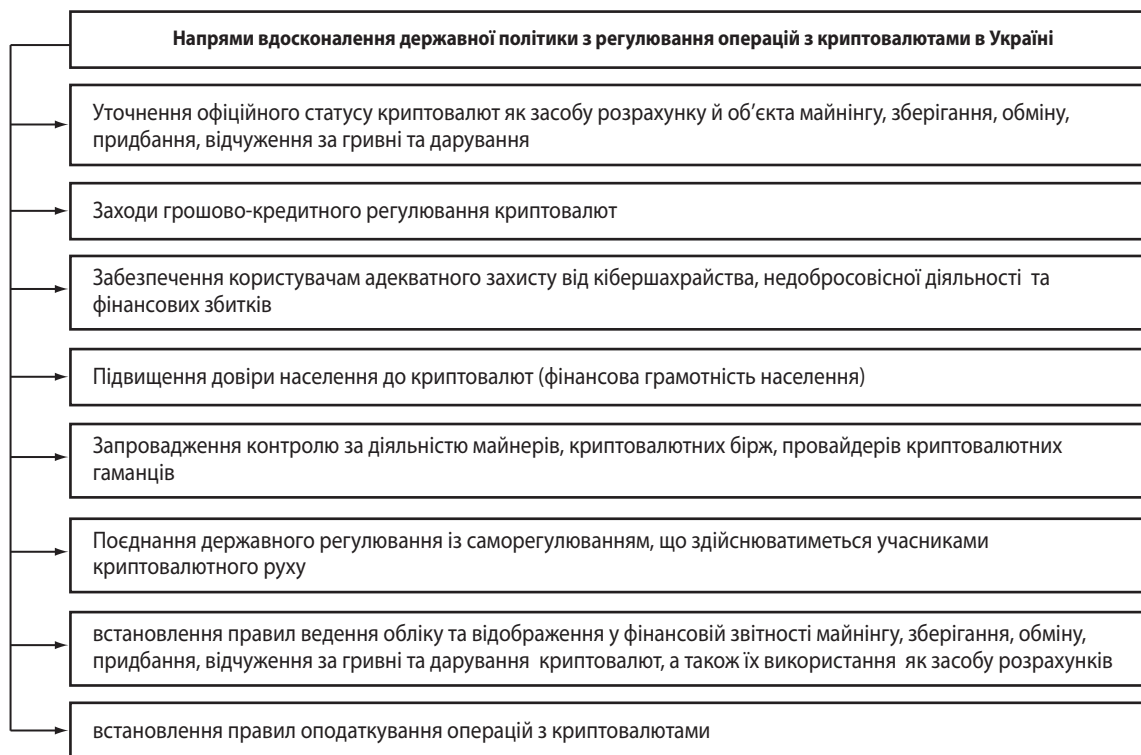 Напрями вдосконалення державної політики з регулювання операцій з криптовалютами в Україні
Уточнення офіційного статусу криптовалют як засобу розрахунку й об’єкта майнінгу, зберігання, обміну,
придбання, відчуження за гривні та дарування
Заходи грошово-кредитного регулювання криптовалют
Забезпечення користувачам адекватного захисту від кібершахрайства, недобросовісної діяльності та
фінансових збитків
Підвищення довіри населення до криптовалют (фінансова грамотність населення)
Запровадження контролю за діяльністю майнерів, криптовалютних бірж, провайдерів криптовалютних
гаманців
Поєднання державного регулювання із саморегулюванням, що здійснюватиметься учасниками
криптовалютного руху
встановлення правил ведення обліку та відображення у фінансовій звітності майнінгу, зберігання, обміну,
придбання, відчуження за гривні та дарування криптовалют, а також їх використання як засобу розрахунків
встановлення правил оподаткування операцій з криптовалютами